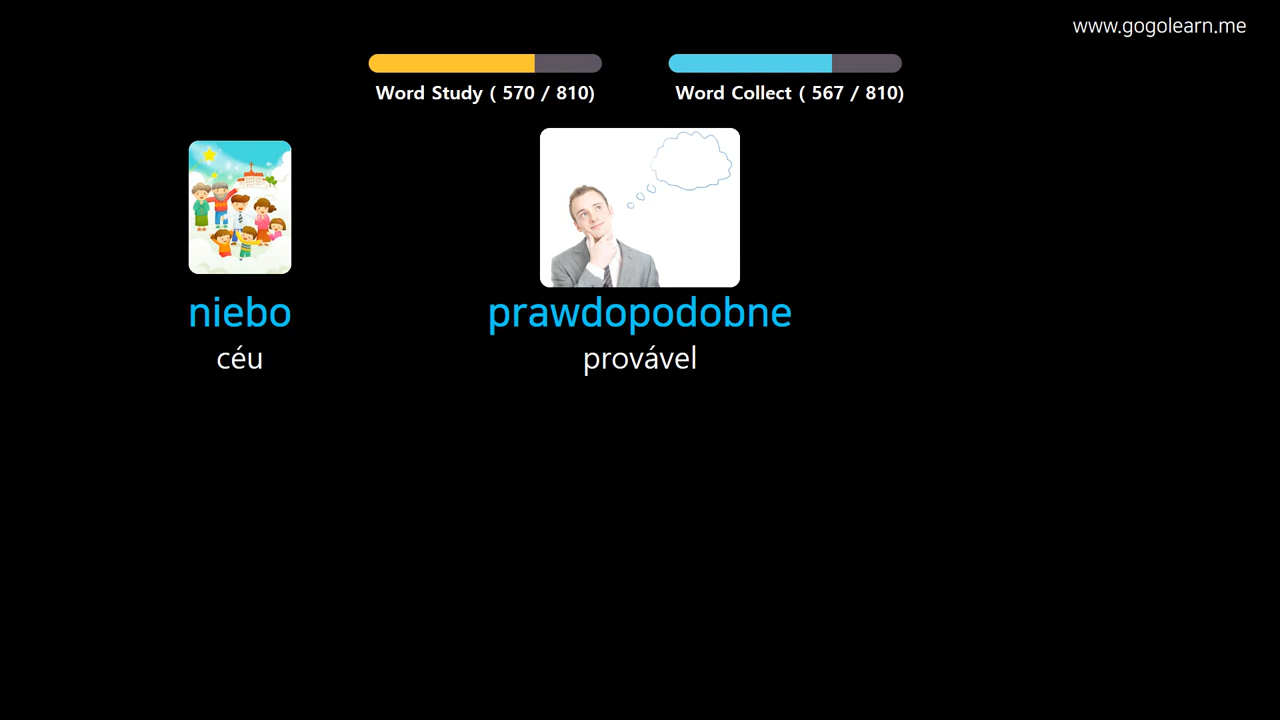 www.gogolearn.me
Word Study ( 570 / 810)
Word Collect ( 567 / 810)
niebo
céu
prawdopodobne
provável